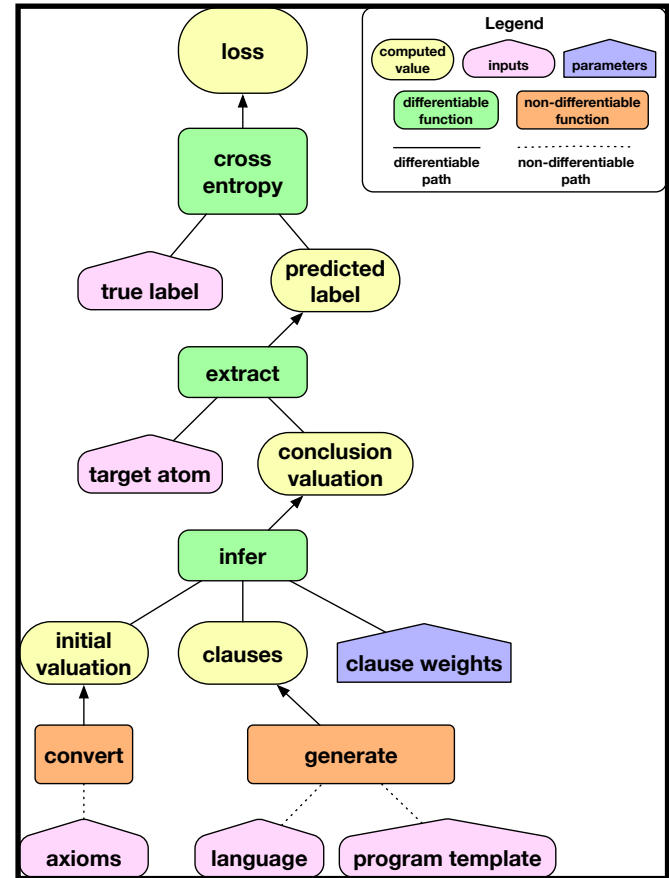 loss
Legend
computed
value
inputs
parameters
differentiable
function
non-differentiable
function
differentiable
path
non-differentiable
path
cross
entropy
true label
predicted
label
extract
target atom
conclusion
valuation
infer
initial
valuation
clauses
clause weights
convert
generate
axioms
language
program template